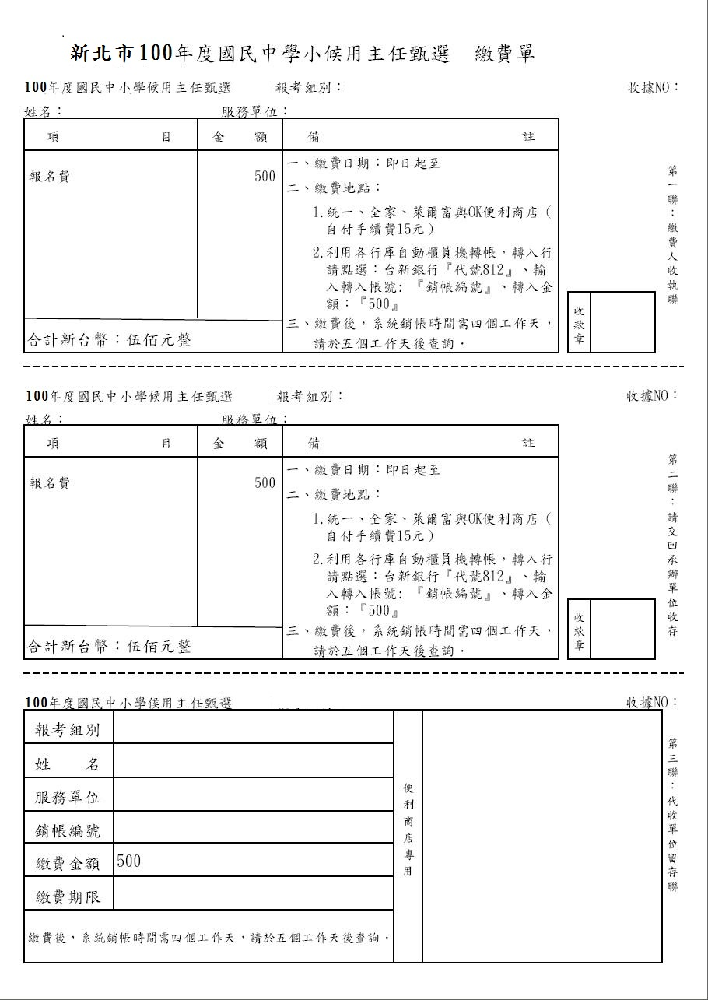 新北市100年度國民中學小候用主任甄選　繳費單
100年度國民中小學候用主任甄選　報考組別：　收據NO：
姓名：　服務單位：
項　目　金　額　備　註
報名費　500
一、繳費日期：即日起至
二、繳費地點：
1.統一、全家、萊爾富與OK便利商店（
自付手續費15元）
2.利用各行庫自動櫃員機轉帳，轉入行
請點選：台新銀行『代號812』、輸
入轉入帳號:『銷帳編號』、轉入金
額：『500』
三、繳費後，系統銷帳時間需四個工作天，
請於五個工作天後查詢．
合計新台幣：伍佰元整
收款章
第一聯：繳費人收執聯
100年度國民中小學候用主任甄選　報考組別：　收據NO：
姓名：　服務單位：
項　目　金　額　備　註
報名費　500
一、繳費日期：即日起至
二、繳費地點：
1.統一、全家、萊爾富與OK便利商店（
自付手續費15元）
2.利用各行庫自動櫃員機轉帳，轉入行
請點選：台新銀行『代號812』、輸
入轉入帳號:『銷帳編號』、轉入金
額：『500』
三、繳費後，系統銷帳時間需四個工作天，
請於五個工作天後查詢．
合計新台幣：伍佰元整
收款章
第二聯：請交回承辦單位收存
100年度國民中小學候用主任甄選　收據NO：
報考組別
姓　名
服務單位
銷帳編號
繳費金額　500
繳費期限
繳費後，系統銷帳時間需四個工作天，請於五個工作天後查詢．
便利商店專用
第三聯：代收單位留存聯